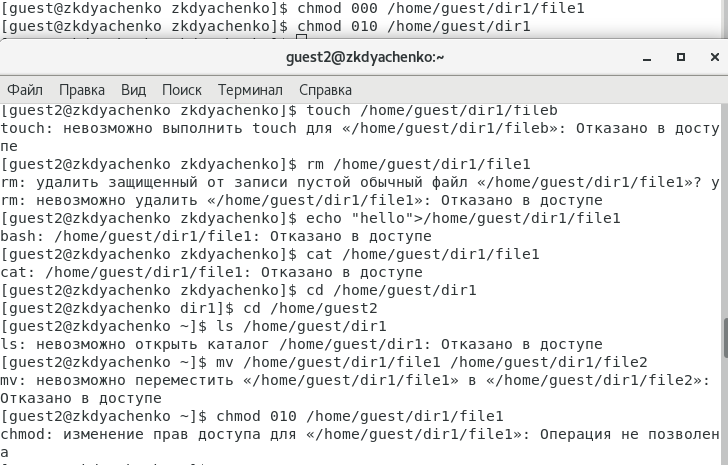 [guest@zkdyachenko zkdyachenko]$ chmod 000 /home/guest/dir1/file1
[guest@zkdyachenko zkdyachenko]$ chmod 010 /home/guest/dir1
guest2@zkdyachenko:~
Файл Правка Вид Поиск Терминал Справка
[guest2@zkdyachenko zkdyachenko]$ touch /home/guest/dir1/fileb
touch: невозможно выполнить touch для «/home/guest/dir1/fileb»: Отказано в досту
пе
[guest2@zkdyachenko zkdyachenko]$ rm /home/guest/dir1/file1
rm: удалить защищенный от записи пустой обычный файл «/home/guest/dir1/file1»? y
rm: невозможно удалить «/home/guest/dir1/file1»: Отказано в доступе
[guest2@zkdyachenko zkdyachenko]$ echo "hello">/home/guest/dir1/file1
bash: /home/guest/dir1/file1: Отказано в доступе
[guest2@zkdyachenko zkdyachenko]$ cat /home/guest/dir1/file1
cat: /home/guest/dir1/file1: Отказано в доступе
[guest2@zkdyachenko zkdyachenko]$ cd /home/guest/dir1
[guest2@zkdyachenko dir1]$ cd /home/guest2
[guest2@zkdyachenko ~]$ ls /home/guest/dir1
ls: невозможно открыть каталог /home/guest/dir1: Отказано в доступе
[guest2@zkdyachenko ~]$ mv /home/guest/dir1/file1 /home/guest/dir1/file2
mv: невозможно переместить «/home/guest/dir1/file1» в «/home/guest/dir1/file2»:
Отказано в доступе
[guest2@zkdyachenko ~]$ chmod 010 /home/guest/dir1/file1
chmod: изменение прав доступа для «/home/guest/dir1/file1»: Операция не позволен
а